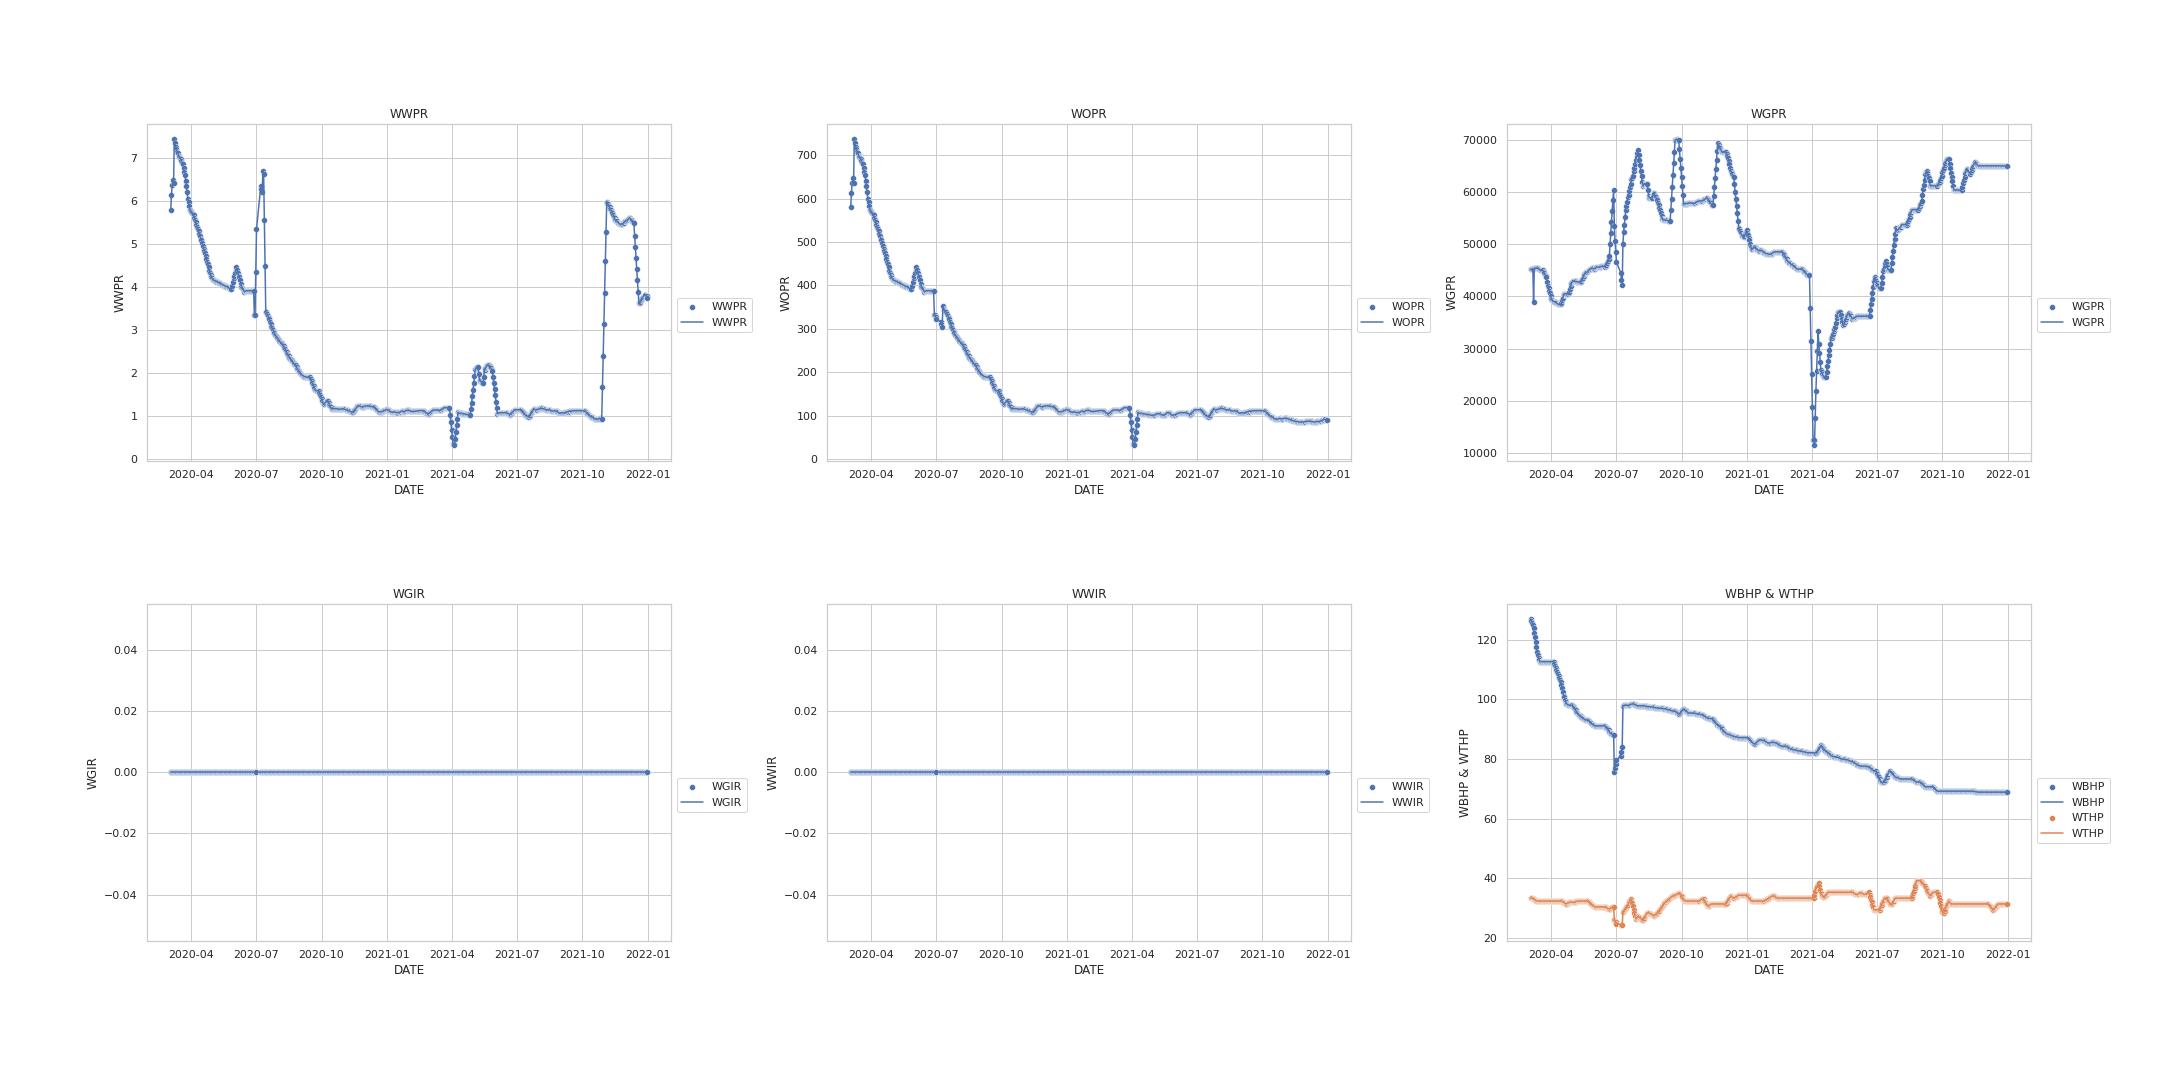 WWPR
WWPR
7
6
5
4
3
2
1
0
2020-04 2020-07 2020-10 2021-01 2021-04 2021-07 2021-10 2022-01
DATE
WWPR
WWPR
WOPR
WOPR
700
600
500
400
300
200
100
0
2020-04 2020-07 2020-10 2021-01 2021-04 2021-07 2021-10 2022-01
DATE
WOPR
WOPR
WGPR
WGPR
70000
60000
50000
40000
30000
20000
10000
2020-04 2020-07 2020-10 2021-01 2021-04 2021-07 2021-10 2022-01
DATE
WGPR
WGPR
WGIR
WGIR
0.04
0.02
0.00
−0.02
−0.04
2020-04 2020-07 2020-10 2021-01 2021-04 2021-07 2021-10 2022-01
DATE
WGIR
WGIR
WWIR
WWIR
0.04
0.02
0.00
−0.02
−0.04
2020-04 2020-07 2020-10 2021-01 2021-04 2021-07 2021-10 2022-01
DATE
WWIR
WWIR
WBHP & WTHP
WBHP & WTHP
120
100
80
60
40
20
2020-04 2020-07 2020-10 2021-01 2021-04 2021-07 2021-10 2022-01
DATE
WBHP
WBHP
WTHP
WTHP